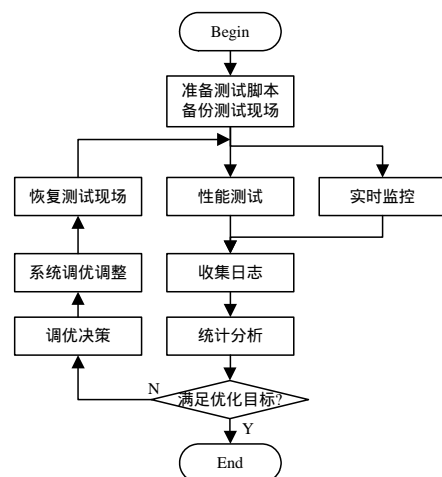 Begin
准备测试脚本
备份测试现场
恢复测试现场
性能测试
实时监控
系统调优调整
收集日志
调优决策
统计分析
N
满足优化目标?
Y
End